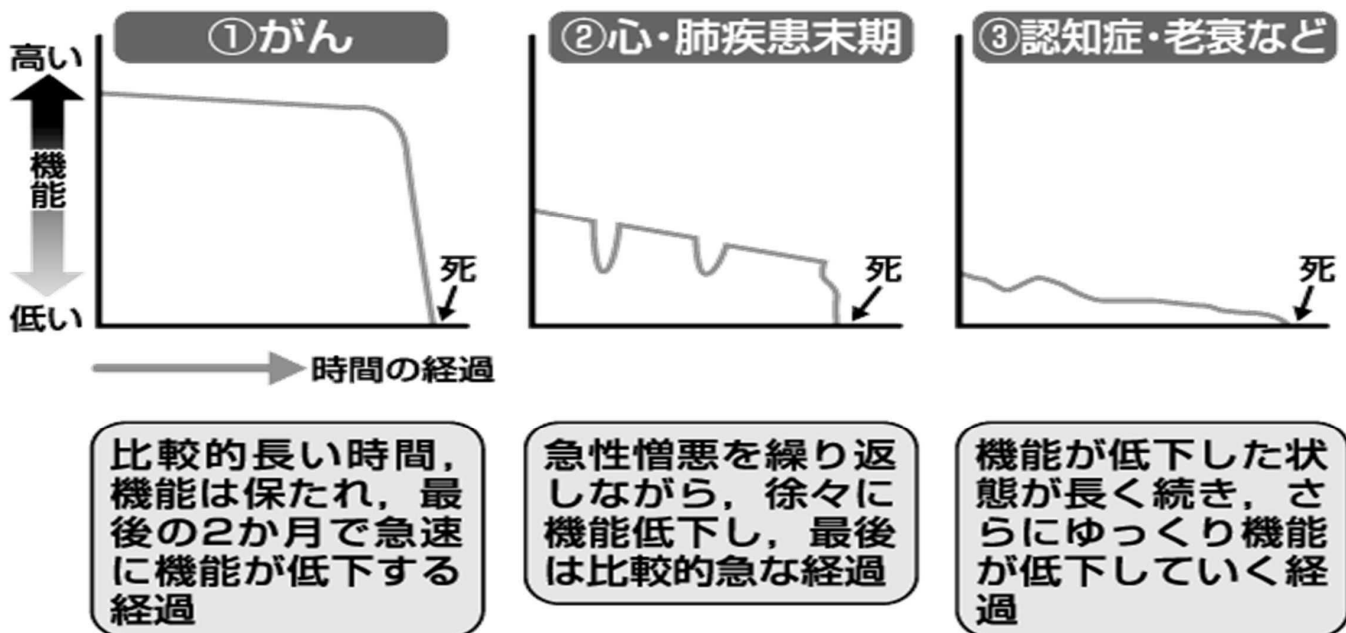 ①がん
②心・肺疾患末期
③認知症・老衰など
高い
機能
低い
死
死
死
時間の経過
比較的長い時間,
機能は保たれ, 最
後の2か月で急速
に機能が低下する
経過
急性憎悪を繰り返
しながら, 徐々に
機能低下し, 最後
は比較的急な経過
機能が低下した状
態が長く続き, さ
らにゆっくり機能
が低下していく経
過